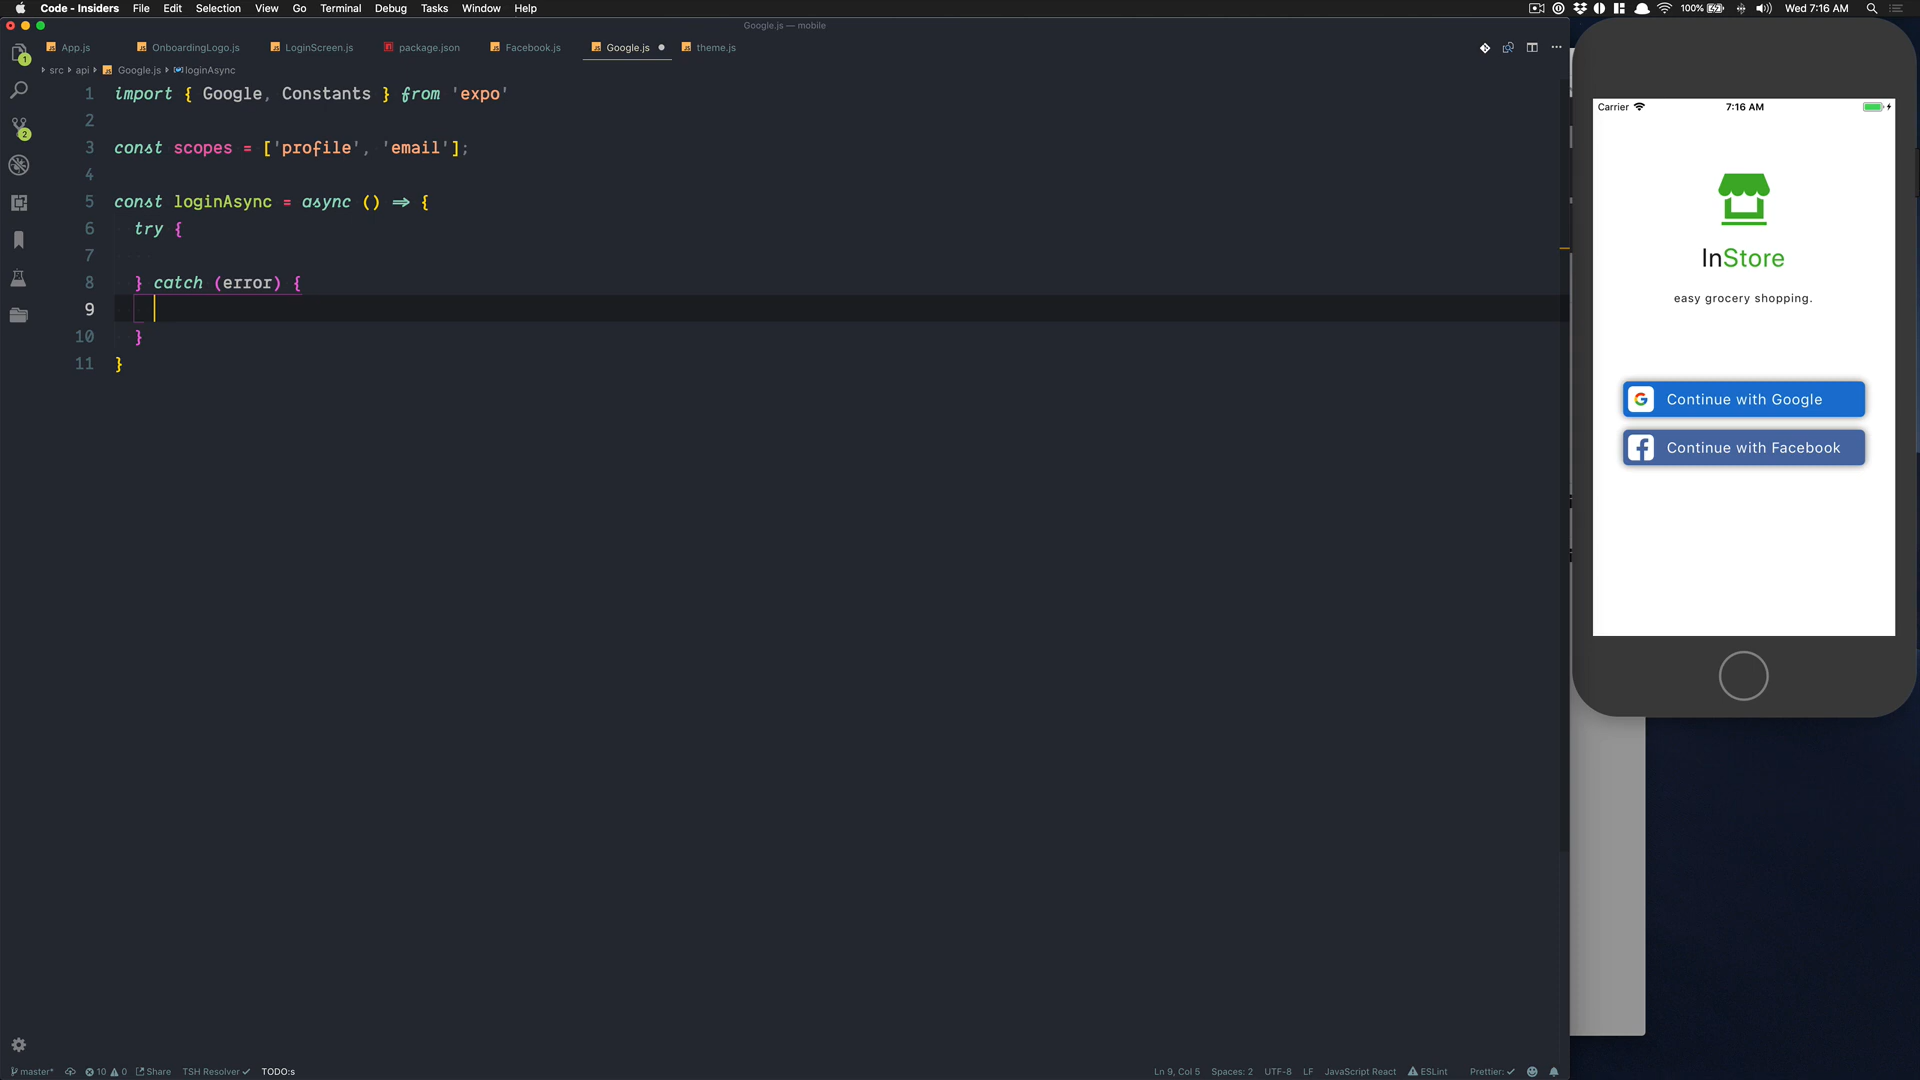 Code - Insiders File Edit Selection View Go Terminal Debug Tasks Window Help 100% Wed 7:16 AM
Google.js — mobile
App.js OnboardingLogo.js LoginScreen.js package.json Facebook.js Google.js theme.js
src api Google.js loginAsync
1 import { Google, Constants } from 'expo'
2
3 const scopes = ['profile', 'email'];
4
5 const loginAsync = async () => {
6 try {
7
8 } catch (error) {
9
10 }
11 }
1
2
Carrier 7:16 AM
InStore
easy grocery shopping.
G Continue with Google
f Continue with Facebook
master* 10 0 Share TSH Resolver TODO:s Ln 9, Col 5 Spaces: 2 UTF-8 LF JavaScript React ESLint Prettier: